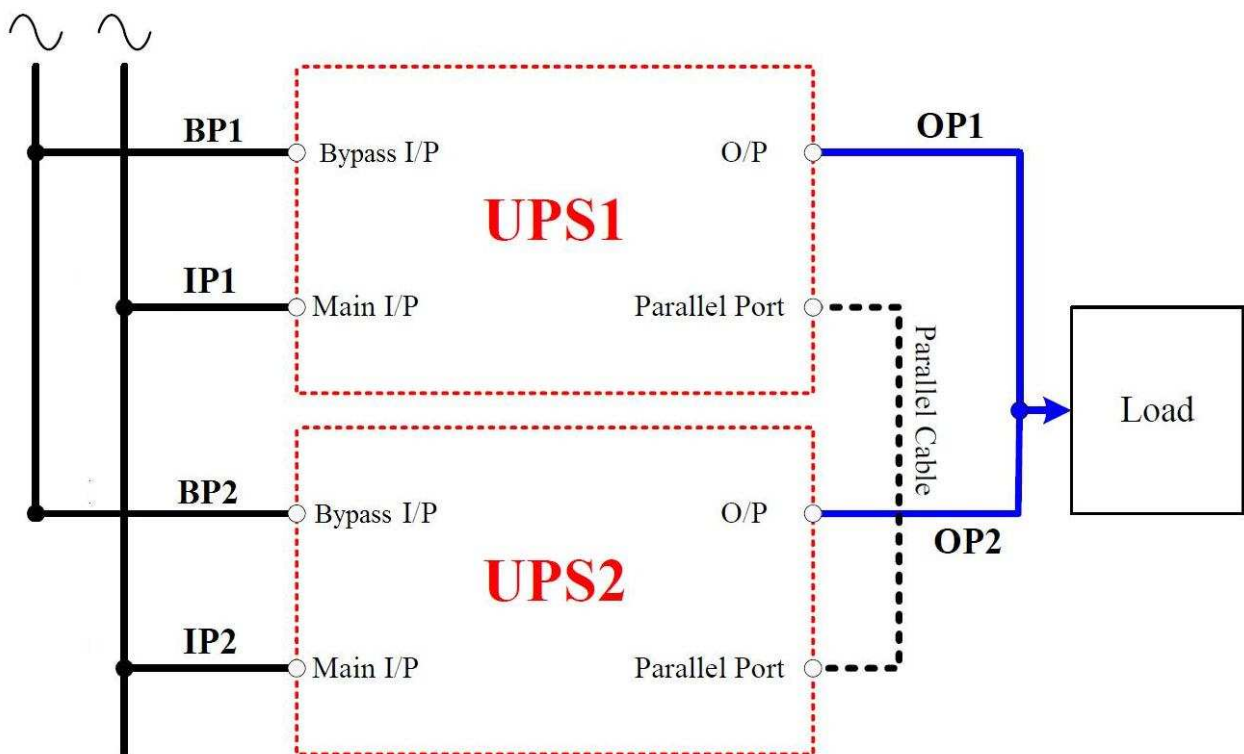 BP1
Bypass I/P
O/P
OP1
UPS1
IP1
Main I/P
Parallel Port
Parallel Cable
Load
BP2
Bypass I/P
O/P
OP2
UPS2
IP2
Main I/P
Parallel Port